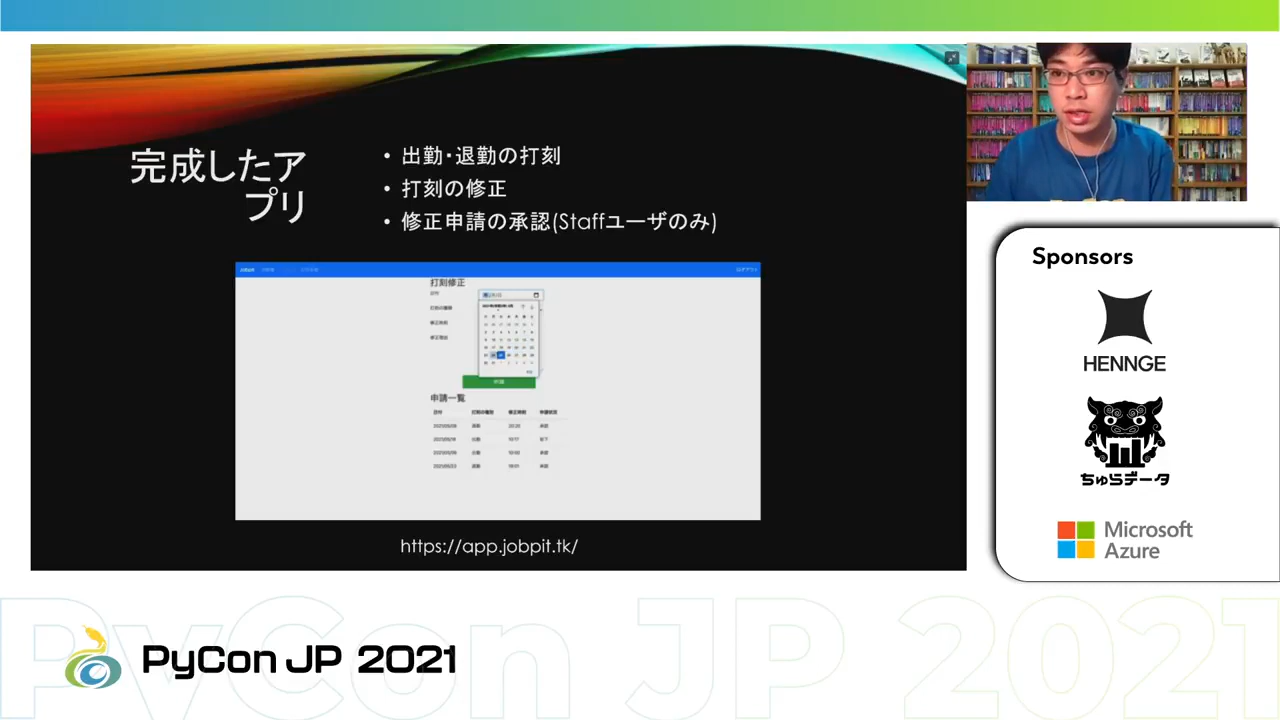 完成したア
プリ
• 出勤・退勤の打刻
• 打刻の修正
• 修正申請の承認(Staffユーザのみ)
打刻修正
申請一覧
https://app.jobpit.tk/
Sponsors
HENNGE
ちゅらデータ
Microsoft
Azure
PyCon JP 2021
PyCon JP 2021